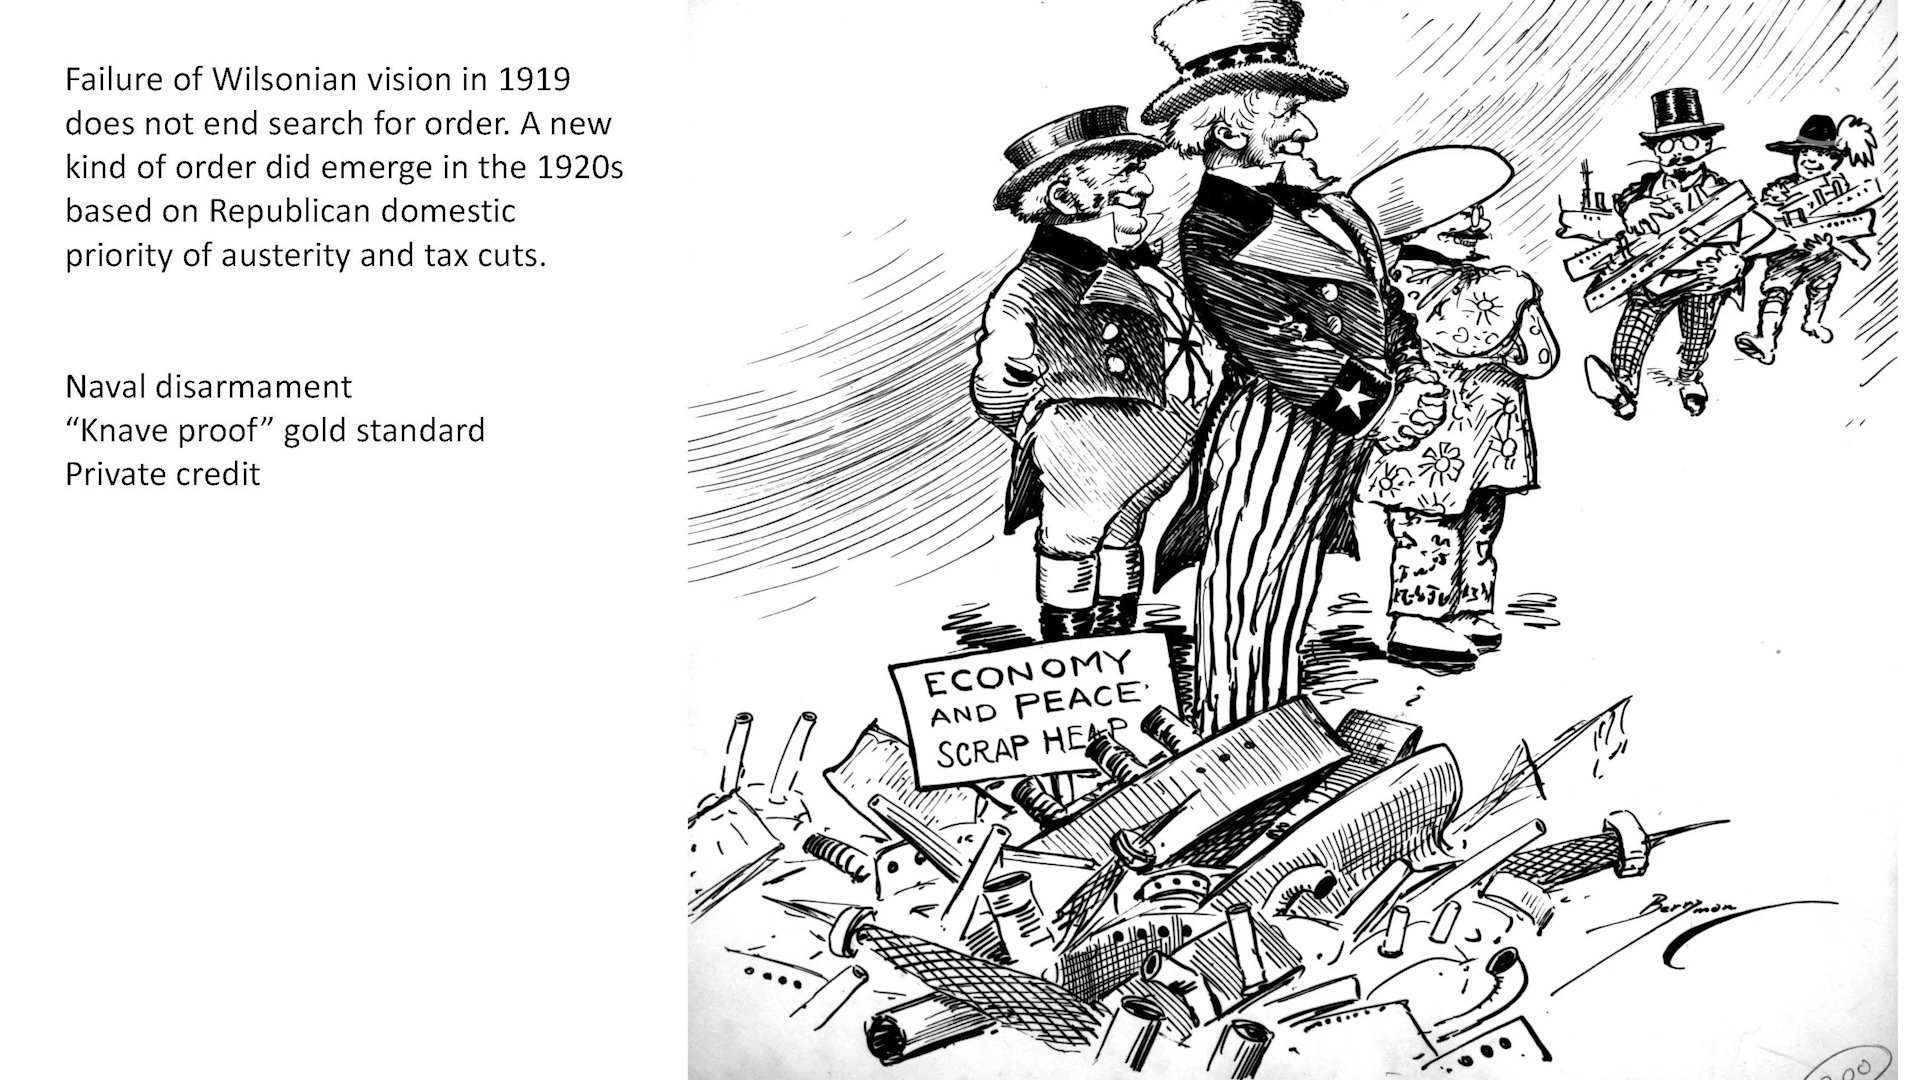 Failure of Wilsonian vision in 1919
does not end search for order. A new
kind of order did emerge in the 1920s
based on Republican domestic
priority of austerity and tax cuts.
Naval disarmament
“Knave proof” gold standard
Private credit
ECONOMY
AND PEACE
SCRAP HEAP
Berryman